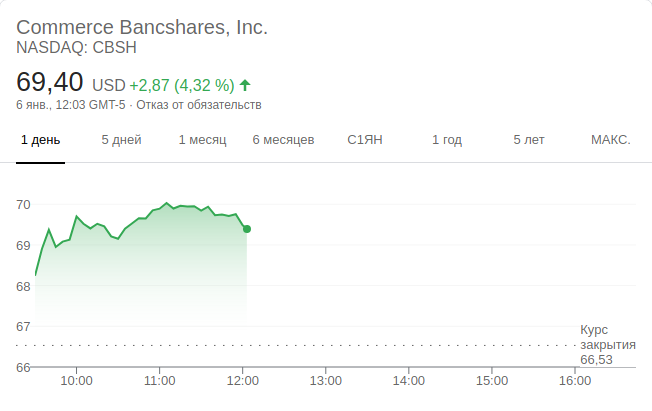 Commerce Bancshares, Inc.
NASDAQ: CBSH
69,40 USD +2,87 (4,32 %)
6 янв., 12:03 GMT-5 · Отказ от обязательств
1 день 5 дней 1 месяц 6 месяцев С1ЯН 1 год 5 лет МАКС.
70
69
68
67
66
Курс
закрытия
66,53
10:00 11:00 12:00 13:00 14:00 15:00 16:00